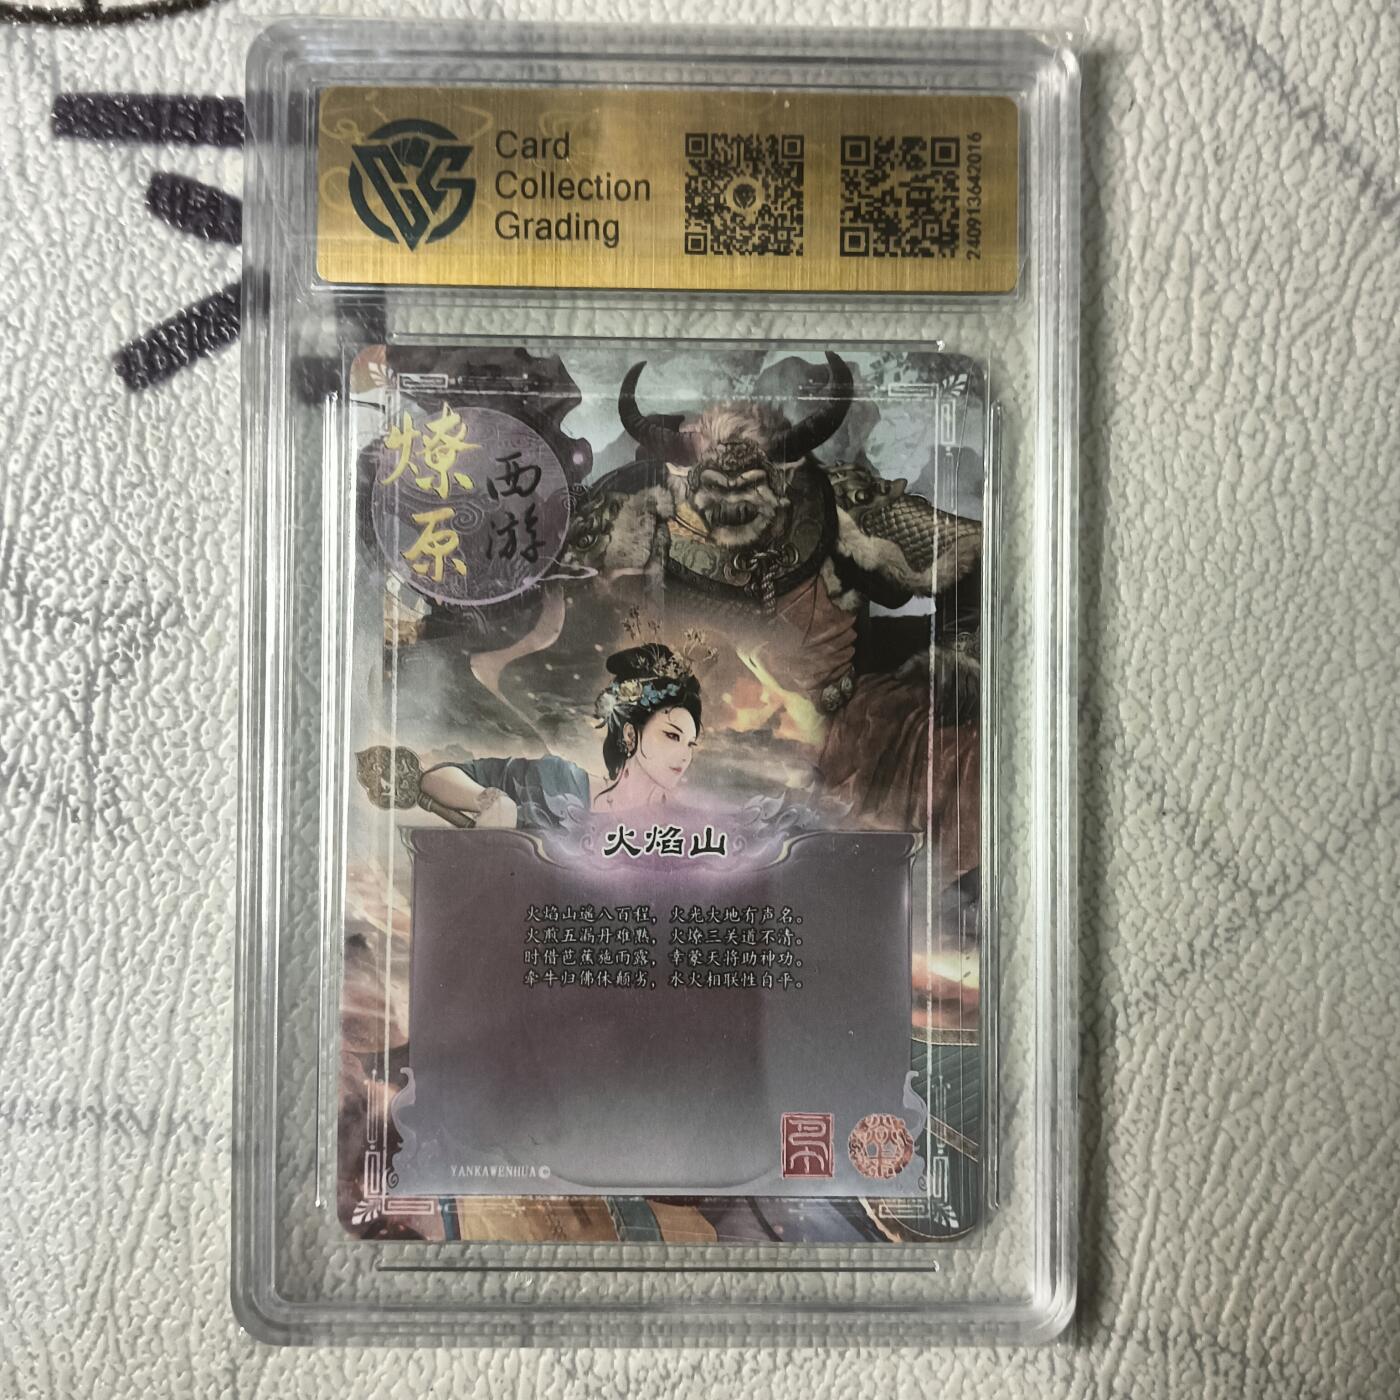 CCS
Card
Collection
Grading
2409136642016
燎原
西游
火焰山
火焰山遥八百程，火光大地有声名。
火煎五漏丹难熟，火燎三关道不清。
时借芭蕉施雨露，幸蒙天将助神功。
牵牛归佛休颠劣，水火相联性自平。
YANKAWENHUA©